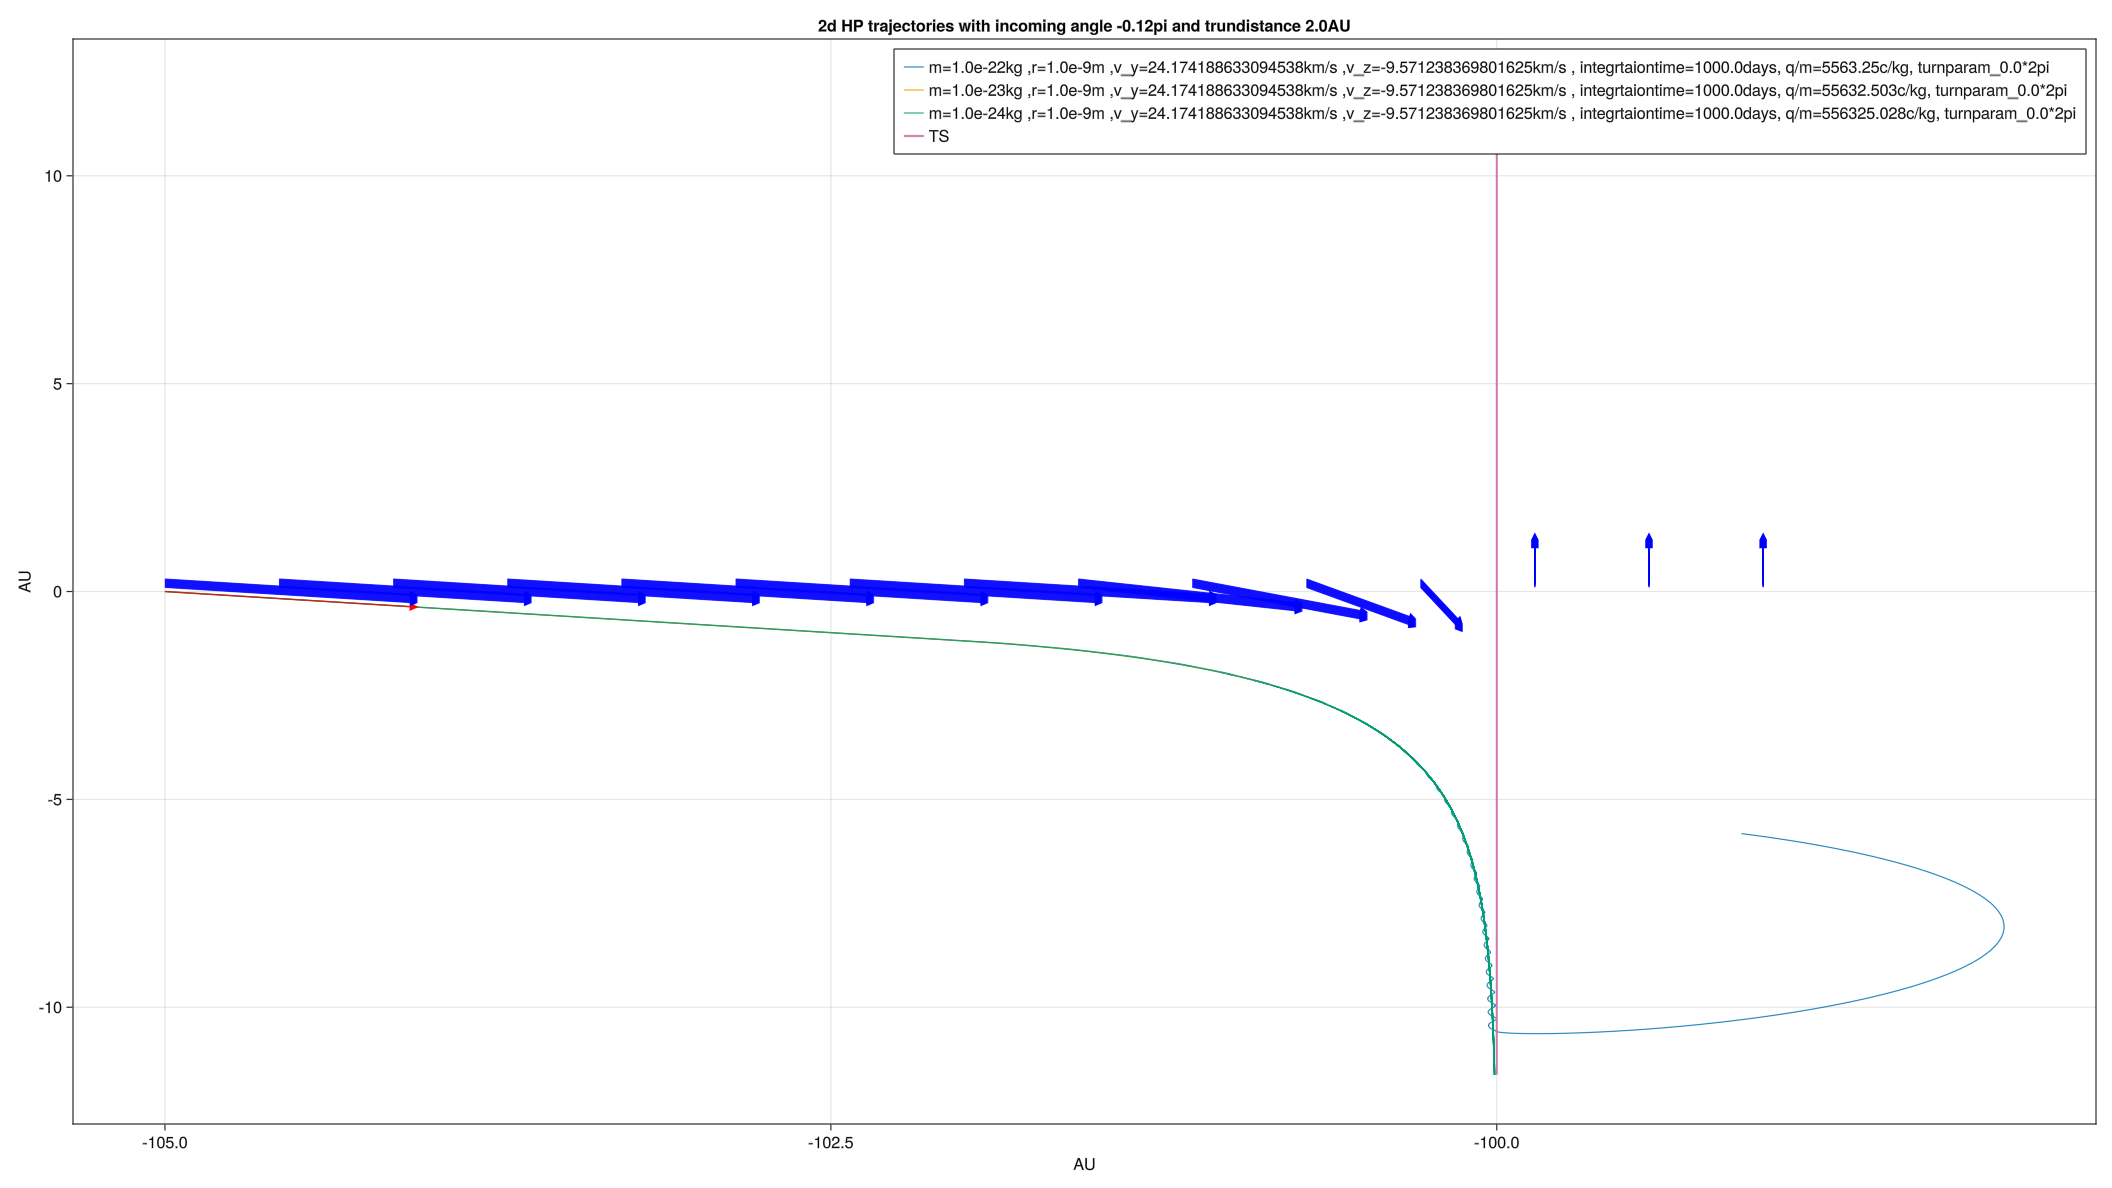 2d HP trajectories with incoming angle -0.12pi and trundistance 2.0AU
m=1.0e-22kg ,r=1.0e-9m ,v_y=24.174188633094538km/s ,v_z=-9.571238369801625km/s , integrtaiontime=1000.0days, q/m=5563.25c/kg, turnparam_0.0*2pi
m=1.0e-23kg ,r=1.0e-9m ,v_y=24.174188633094538km/s ,v_z=-9.571238369801625km/s , integrtaiontime=1000.0days, q/m=55632.503c/kg, turnparam_0.0*2pi
m=1.0e-24kg ,r=1.0e-9m ,v_y=24.174188633094538km/s ,v_z=-9.571238369801625km/s , integrtaiontime=1000.0days, q/m=556325.028c/kg, turnparam_0.0*2pi
TS
10
5
0
-5
-10
AU
-105.0
-102.5
-100.0
AU